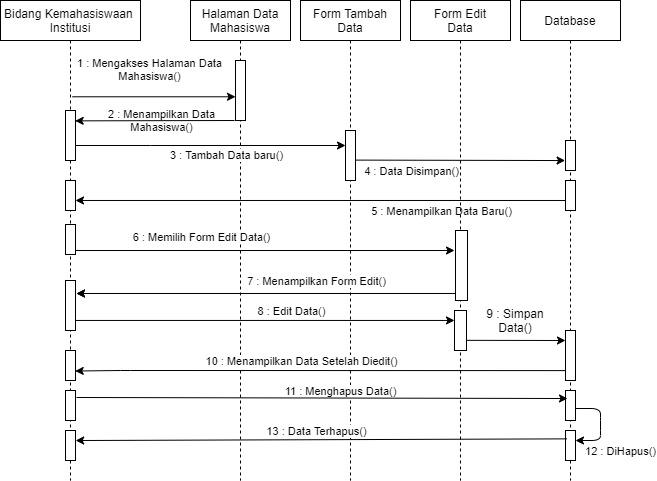 Bidang Kemahasiswaan
Institusi
Halaman Data
Mahasiswa
Form Tambah
Data
Form Edit
Data
Database
1 : Mengakses Halaman Data
Mahasiswa()
2 : Menampilkan Data
Mahasiswa()
3 : Tambah Data baru()
4 : Data Disimpan()
5 : Menampilkan Data Baru()
6 : Memilih Form Edit Data()
7 : Menampilkan Form Edit()
8 : Edit Data()
9 : Simpan
Data()
10 : Menampilkan Data Setelah Diedit()
11 : Menghapus Data()
13 : Data Terhapus()
12 : DiHapus()